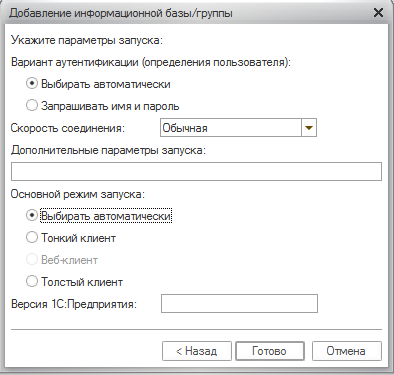 Добавление информационной базы/группы
Укажите параметры запуска:
Вариант аутентификации (определения пользователя):
Выбирать автоматически
Запрашивать имя и пароль
Скорость соединения: Обычная
Дополнительные параметры запуска:
Основной режим запуска:
Выбирать автоматически
Тонкий клиент
Веб-клиент
Толстый клиент
Версия 1С:Предприятия:
< Назад Готово Отмена